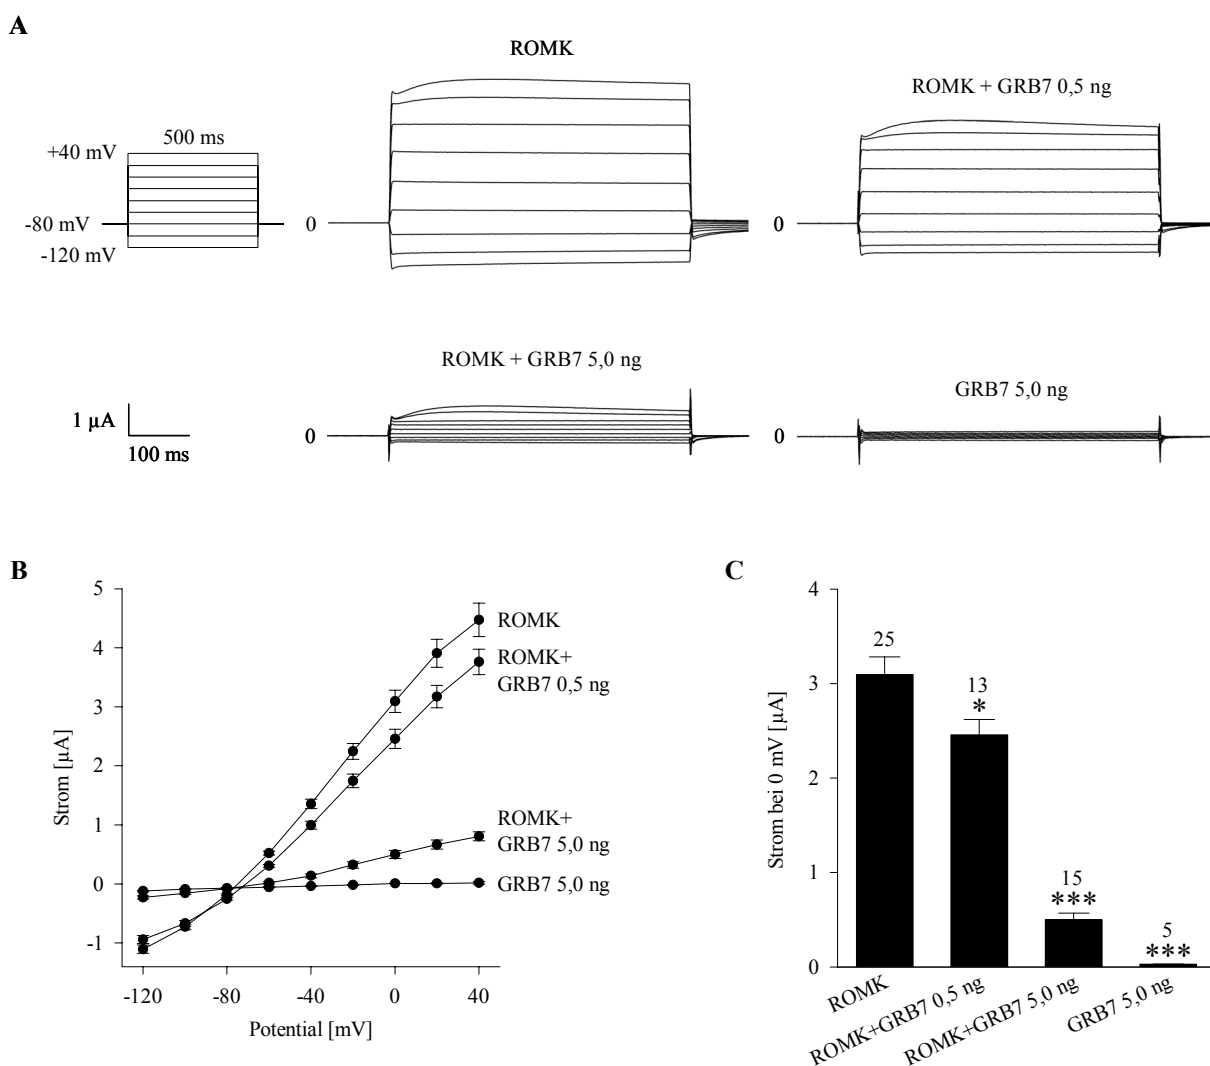 A
ROMK
ROMK + GRB7 0,5 ng
500 ms
+40 mV
-80 mV
-120 mV
0
0
ROMK + GRB7 5,0 ng
GRB7 5,0 ng
1 µA
100 ms
0
0
B
5
4
3
2
1
0
-1
Strom [µA]
-120
-80
-40
0
40
Potential [mV]
ROMK
ROMK+
GRB7 0,5 ng
ROMK+
GRB7 5,0 ng
GRB7 5,0 ng
C
4
3
2
1
0
Strom bei 0 mV [µA]
25
13
*
15
***
5
***
ROMK
ROMK+GRB7 0,5 ng
ROMK+GRB7 5,0 ng
GRB7 5,0 ng